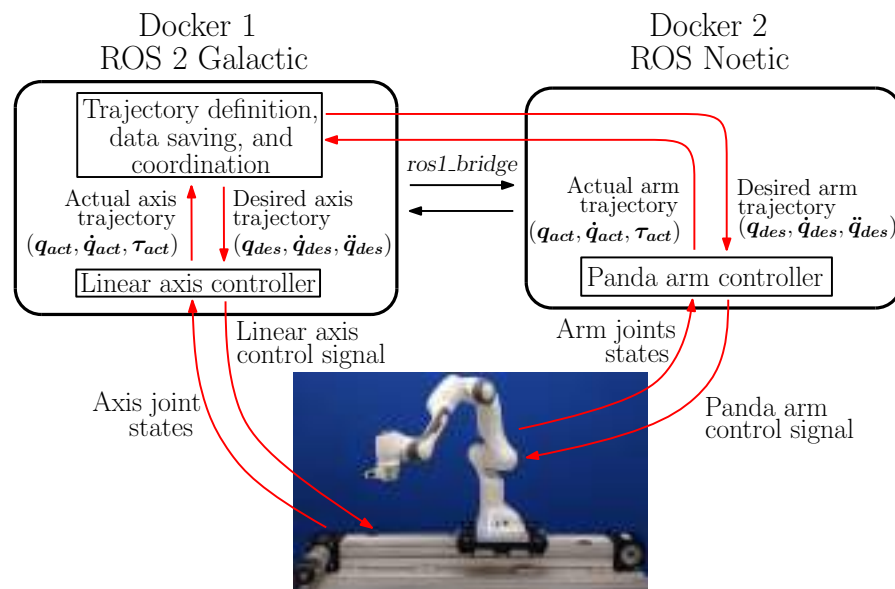 Docker 1
ROS 2 Galactic
Docker 2
ROS Noetic
Trajectory definition,
data saving, and
coordination
ros1_bridge
Actual axis
trajectory
(q_act, q̇_act, τ_act)
Desired axis
trajectory
(q_des, q̇_des, q̈_des)
Actual arm
trajectory
(q_act, q̇_act, τ_act)
Desired arm
trajectory
(q_des, q̇_des, q̈_des)
Linear axis controller
Panda arm controller
Linear axis
control signal
Arm joints
states
Axis joint
states
Panda arm
control signal